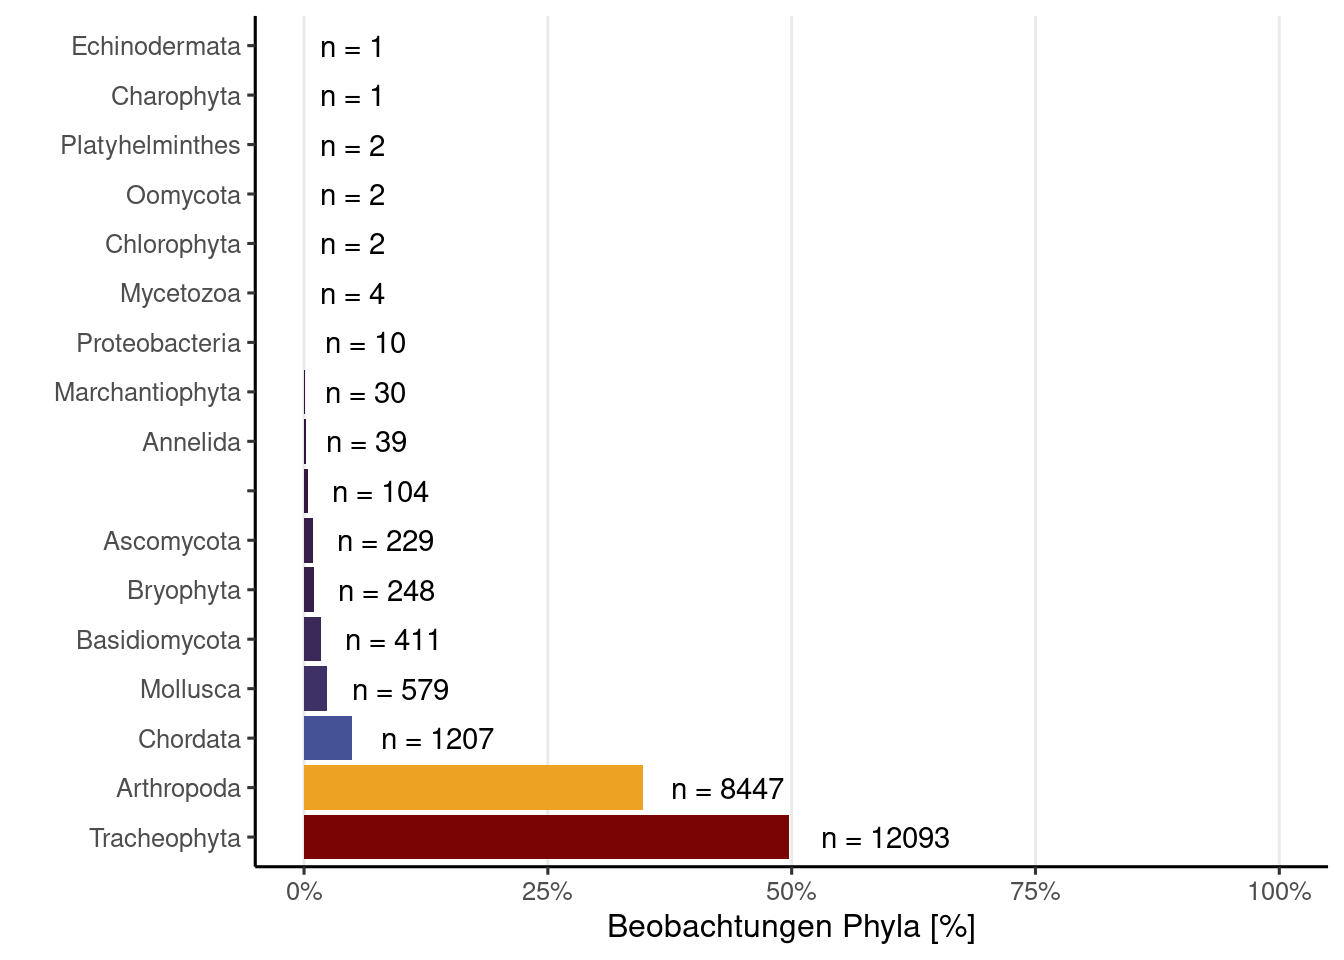 Echinodermata n = 1
Charophyta n = 1
Platyhelminthes n = 2
Oomycota n = 2
Chlorophyta n = 2
Mycetozoa n = 4
Proteobacteria n = 10
Marchantiophyta n = 30
Annelida n = 39
n = 104
Ascomycota n = 229
Bryophyta n = 248
Basidiomycota n = 411
Mollusca n = 579
Chordata n = 1207
Arthropoda n = 8447
Tracheophyta n = 12093
0% 25% 50% 75% 100%
Beobachtungen Phyla [%]